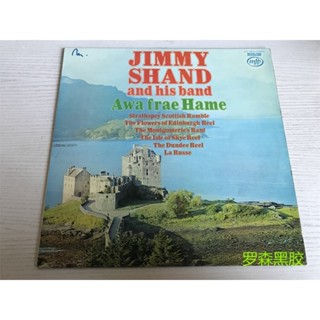 JIMMY
SHAND
and his band
Awa frae Hame
Strathspey Scottish Ramble
The Flowers of Edinburgh Reel
The Montgomerie's Rant
The Isle of Skye Reel
The Dundee Reel
La Russe
罗森黑胶